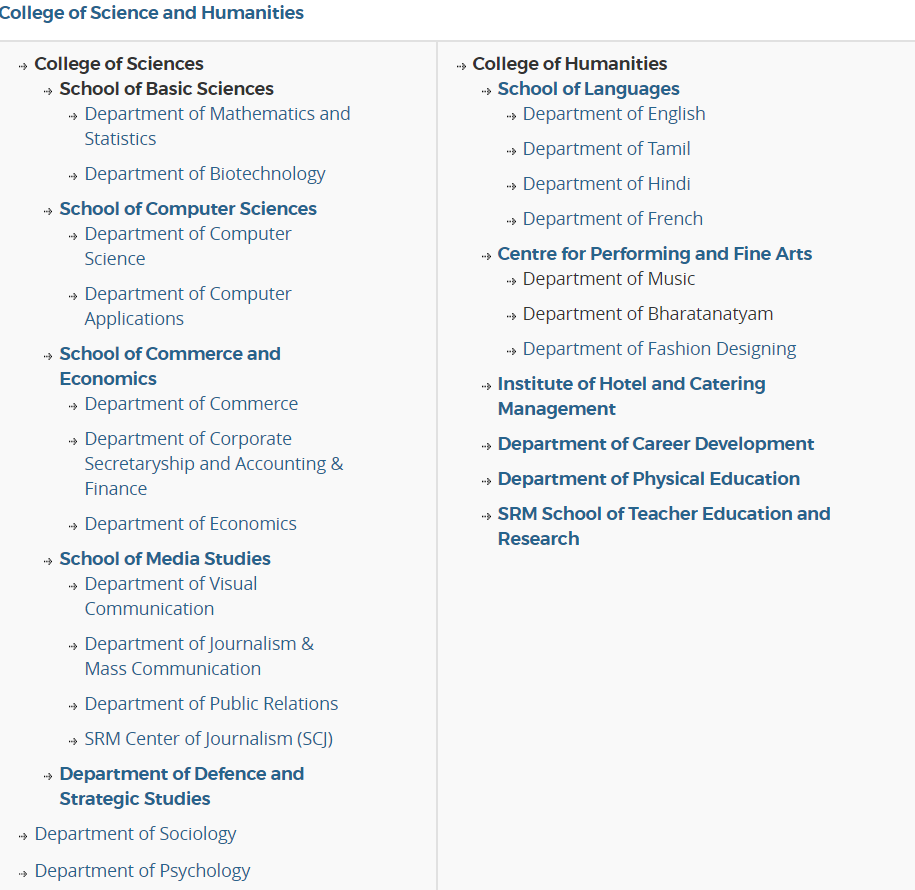 College of Science and Humanities
College of Sciences
School of Basic Sciences
Department of Mathematics and
Statistics
Department of Biotechnology
School of Computer Sciences
Department of Computer
Science
Department of Computer
Applications
School of Commerce and
Economics
Department of Commerce
Department of Corporate
Secretaryship and Accounting &
Finance
Department of Economics
School of Media Studies
Department of Visual
Communication
Department of Journalism &
Mass Communication
Department of Public Relations
SRM Center of Journalism (SCJ)
Department of Defence and
Strategic Studies
Department of Sociology
Department of Psychology
College of Humanities
School of Languages
Department of English
Department of Tamil
Department of Hindi
Department of French
Centre for Performing and Fine Arts
Department of Music
Department of Bharatanatyam
Department of Fashion Designing
Institute of Hotel and Catering
Management
Department of Career Development
Department of Physical Education
SRM School of Teacher Education and
Research